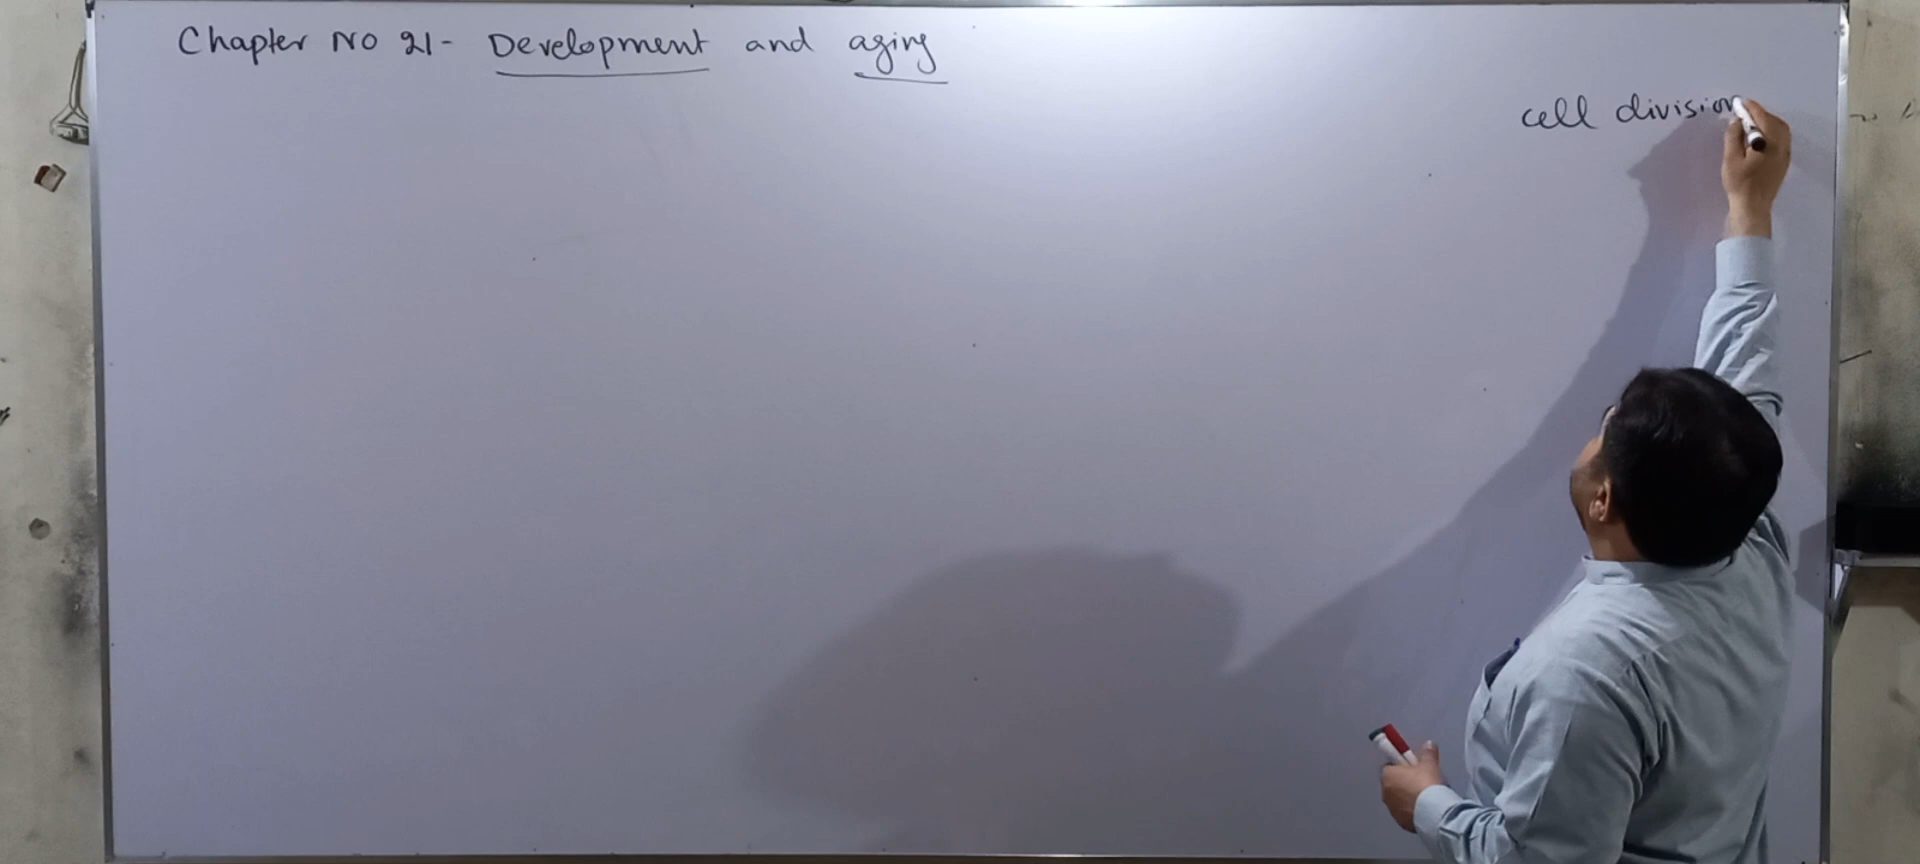 Chapter No 21- Development and aging
cell division